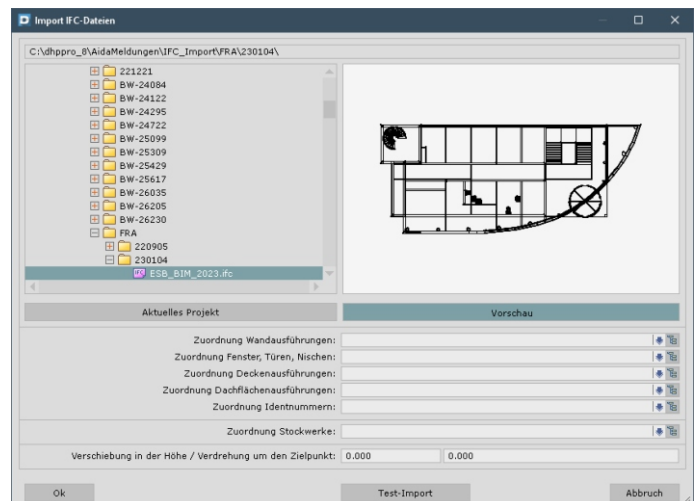 Import IFC-Dateien
C:\dhppro_8\AidaMeldungen\IFC_Import\FRA\230104\
221221
BW-24084
BW-24122
BW-24295
BW-24722
BW-25099
BW-25309
BW-25429
BW-25617
BW-26035
BW-26205
BW-26230
FRA
220905
230104
IFC ESB_BIM_2023.ifc
Aktuelles Projekt
Vorschau
Zuordnung Wandausführungen:
Zuordnung Fenster, Türen, Nischen:
Zuordnung Deckenausführungen:
Zuordnung Dachflächenausführungen:
Zuordnung Identnummern:
Zuordnung Stockwerke:
Verschiebung in der Höhe / Verdrehung um den Zielpunkt: 0.000 0.000
Ok
Test-Import
Abbruch